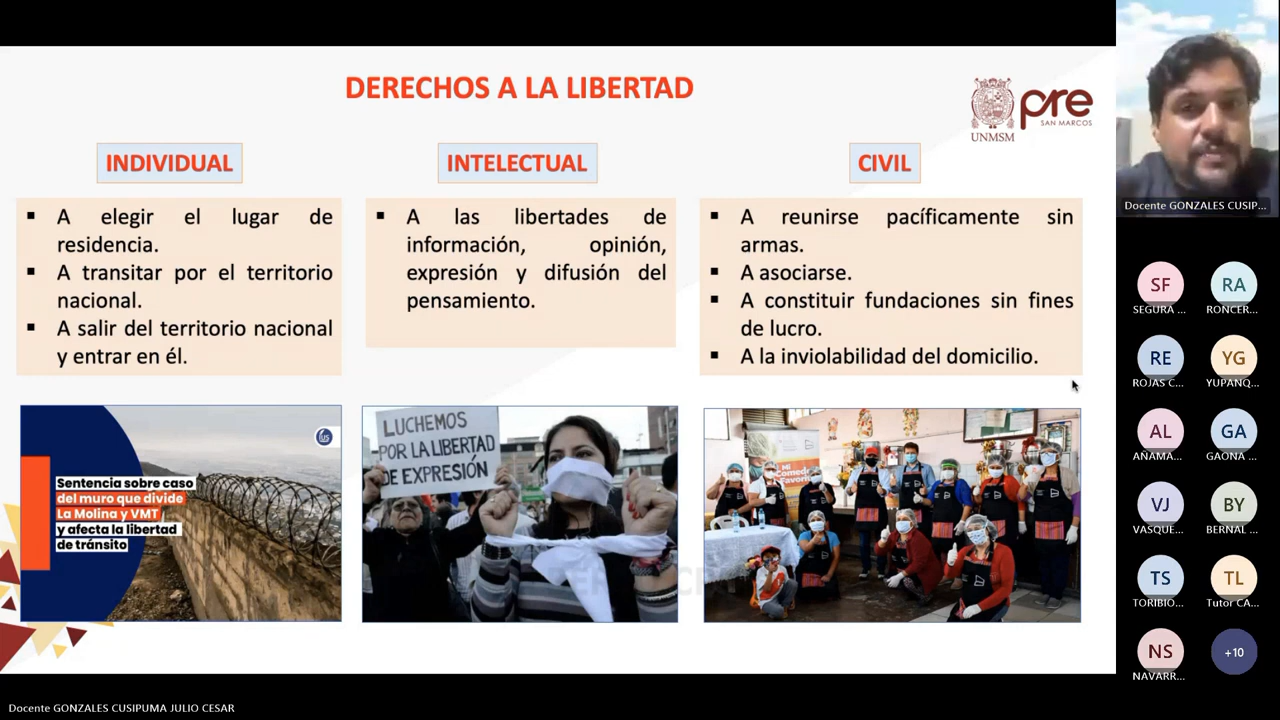 DERECHOS A LA LIBERTAD
UNMSM
pre
SAN MARCOS
INDIVIDUAL
▪ A elegir el lugar de
residencia.
▪ A transitar por el territorio
nacional.
▪ A salir del territorio nacional
y entrar en él.
INTELECTUAL
▪ A las libertades de
información, opinión,
expresión y difusión del
pensamiento.
CIVIL
▪ A reunirse pacíficamente sin
armas.
▪ A asociarse.
▪ A constituir fundaciones sin fines
de lucro.
▪ A la inviolabilidad del domicilio.
Sentencia sobre caso
del muro que divide
La Molina y VMT
y afecta la libertad
de tránsito
LUCHEMOS
POR LA LIBERTAD
DE EXPRESIÓN
Mi
Comedor
Favorito
Docente GONZALES CUSIP...
SF
SEGURA ...
RA
RONCER...
RE
ROJAS C...
YG
YUPANQ...
AL
AÑAMA...
GA
GAONA ...
VJ
VASQUE...
BY
BERNAL ...
TS
TORIBIO...
TL
Tutor CA...
NS
NAVARR...
+10
Docente GONZALES CUSIPUMA JULIO CESAR